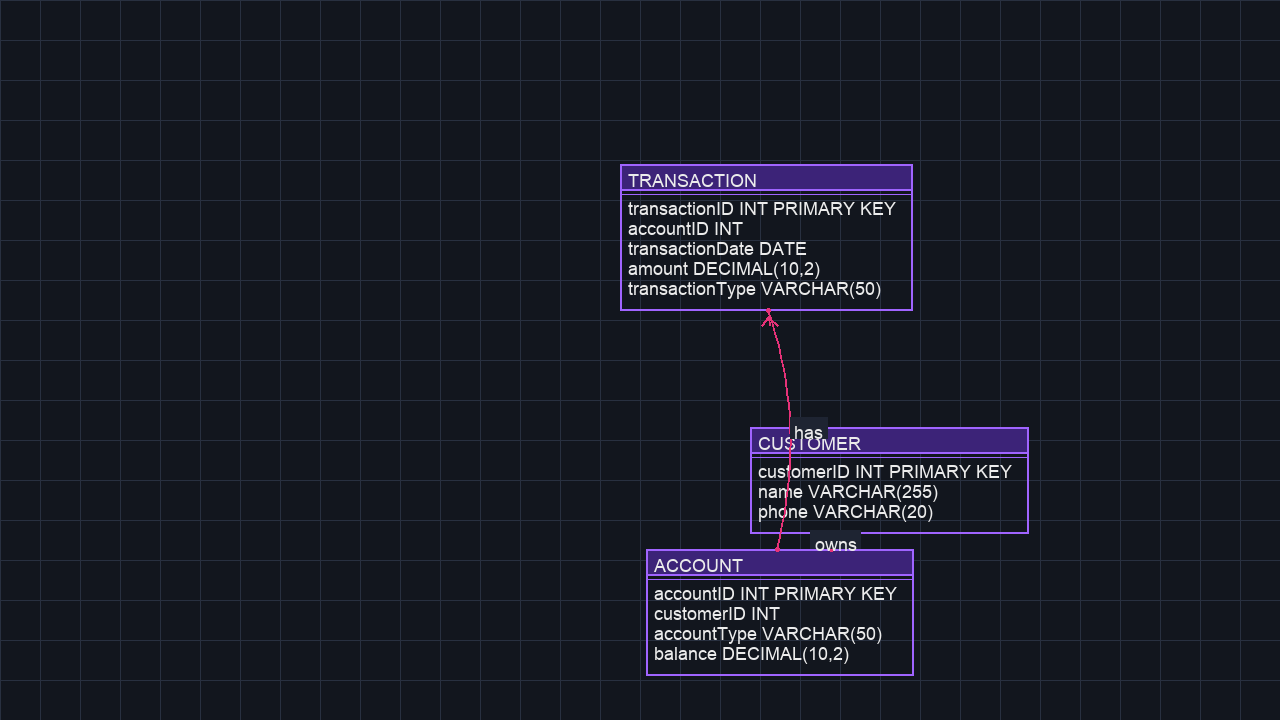 TRANSACTION
transactionID INT PRIMARY KEY
accountID INT
transactionDate DATE
amount DECIMAL(10,2)
transactionType VARCHAR(50)
has
CUSTOMER
customerID INT PRIMARY KEY
name VARCHAR(255)
phone VARCHAR(20)
owns
ACCOUNT
accountID INT PRIMARY KEY
customerID INT
accountType VARCHAR(50)
balance DECIMAL(10,2)